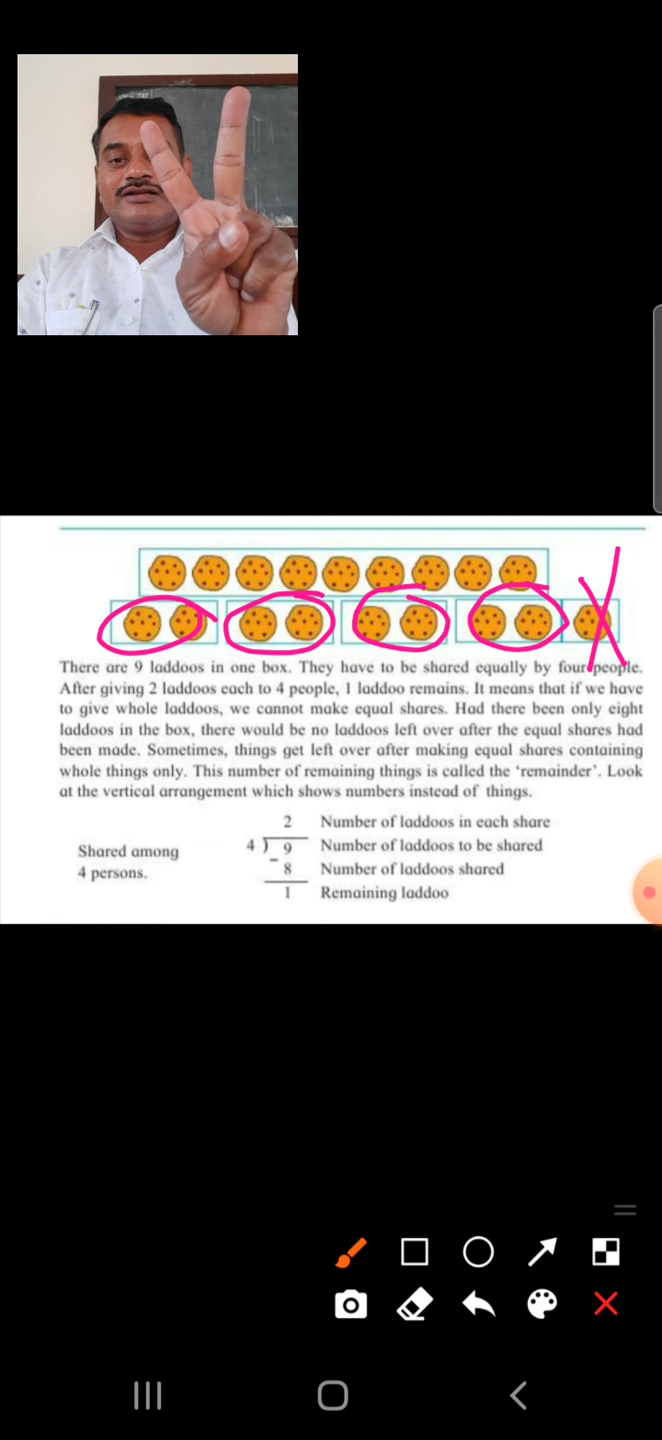 There are 9 laddoos in one box. They have to be shared equally by four people.
After giving 2 laddoos each to 4 people, 1 laddoo remains. It means that if we have
to give whole laddoos, we cannot make equal shares. Had there been only eight
laddoos in the box, there would be no laddoos left over after the equal shares had
been made. Sometimes, things get left over after making equal shares containing
whole things only. This number of remaining things is called the ‘remainder’. Look
at the vertical arrangement which shows numbers instead of things.
2 Number of laddoos in each share
Shared among 4 ) 9 Number of laddoos to be shared
4 persons. - 8 Number of laddoos shared
1 Remaining laddoo